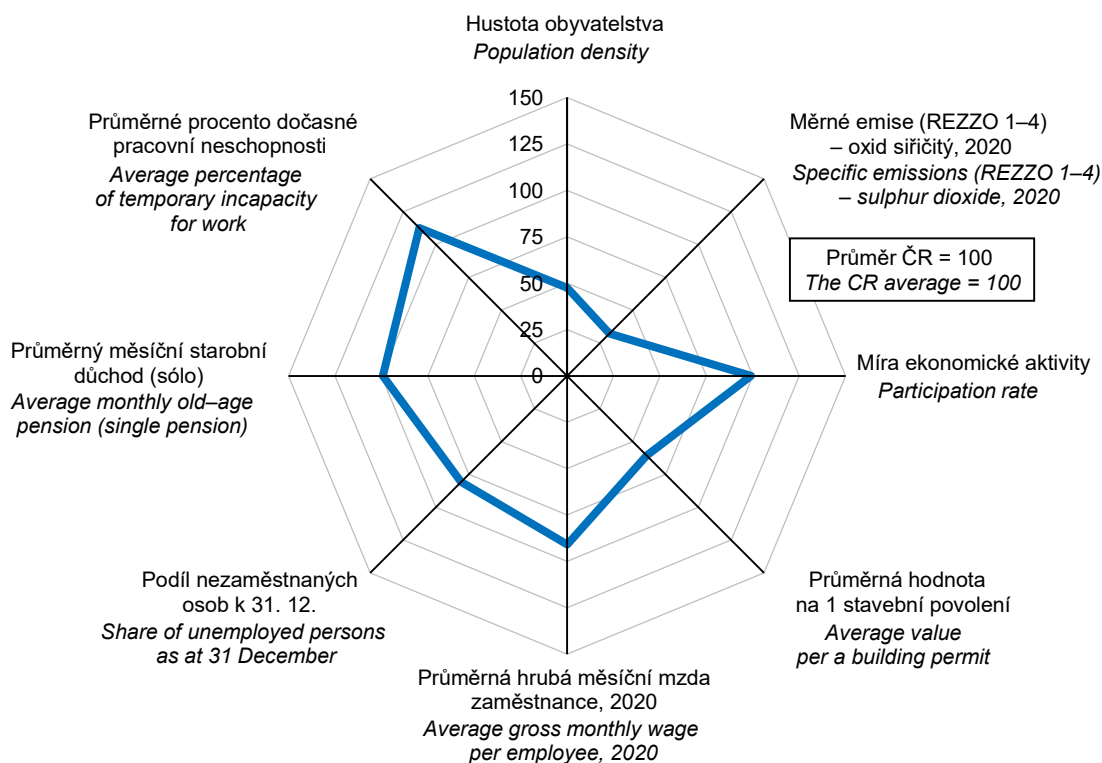 Hustota obyvatelstva
Population density
Měrné emise (REZZO 1–4)
– oxid siřičitý, 2020
Specific emissions (REZZO 1–4)
– sulphur dioxide, 2020
Průměr ČR = 100
The CR average = 100
Míra ekonomické aktivity
Participation rate
Průměrná hodnota
na 1 stavební povolení
Average value
per a building permit
Průměrná hrubá měsíční mzda
zaměstnance, 2020
Average gross monthly wage
per employee, 2020
Podíl nezaměstnaných
osob k 31. 12.
Share of unemployed persons
as at 31 December
Průměrný měsíční starobní
důchod (sólo)
Average monthly old–age
pension (single pension)
Průměrné procento dočasné
pracovní neschopnosti
Average percentage
of temporary incapacity
for work
150
125
100
75
50
25
0